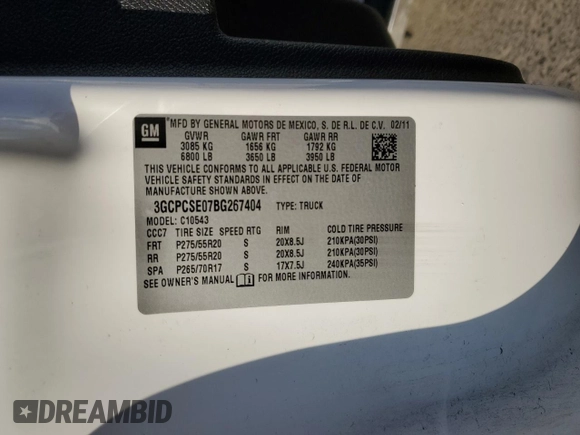 GM
*MFD BY GENERAL MOTORS DE MEXICO, S. DE R.L. DE C.V. 02/11
GVWR GAWR FRT GAWR RR
3085 KG 1656 KG 1792 KG
6800 LB 3650 LB 3950 LB
THIS VEHICLE CONFORMS TO ALL APPLICABLE U.S. FEDERAL MOTOR
VEHICLE SAFETY STANDARDS IN EFFECT ON THE DATE OF
MANUFACTURE SHOWN ABOVE.
3GCPCSE07BG267404 TYPE: TRUCK
MODEL: C10543
CCC7 TIRE SIZE SPEED RTG RIM COLD TIRE PRESSURE
FRT P275/55R20 S 20X8.5J 210KPA(30PSI)
RR P275/55R20 S 20X8.5J 210KPA(30PSI)
SPA P265/70R17 S 17X7.5J 240KPA(35PSI)
SEE OWNER'S MANUAL FOR MORE INFORMATION.
DREAMBID